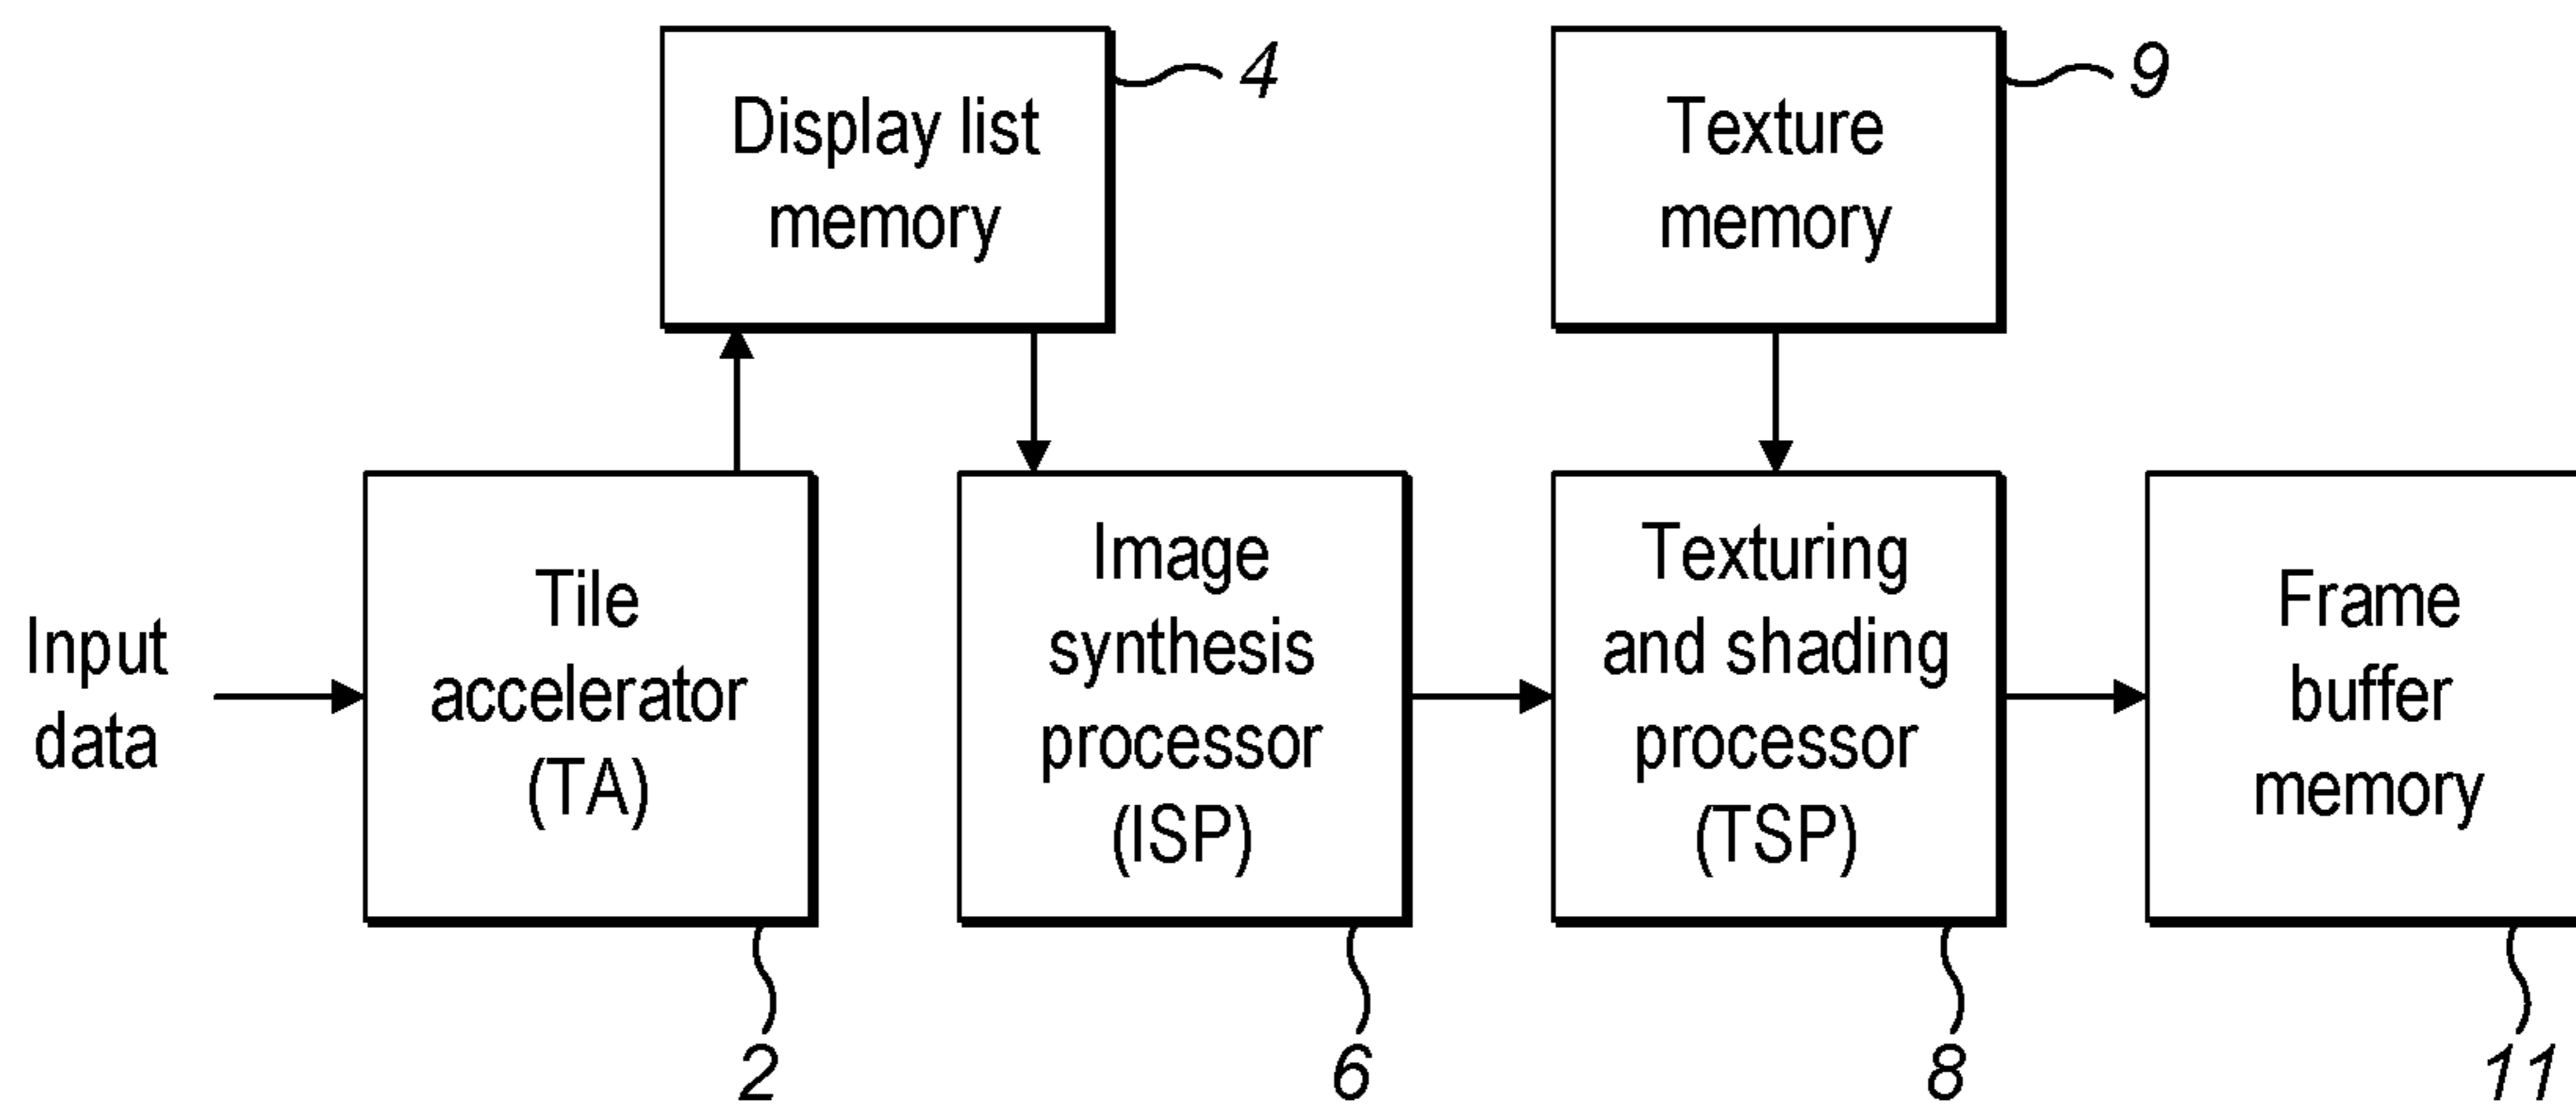 Display list
memory
4
Texture
memory
9
Input
data
Tile
accelerator
(TA)
2
Image
synthesis
processor
(ISP)
6
Texturing
and shading
processor
(TSP)
8
Frame
buffer
memory
11